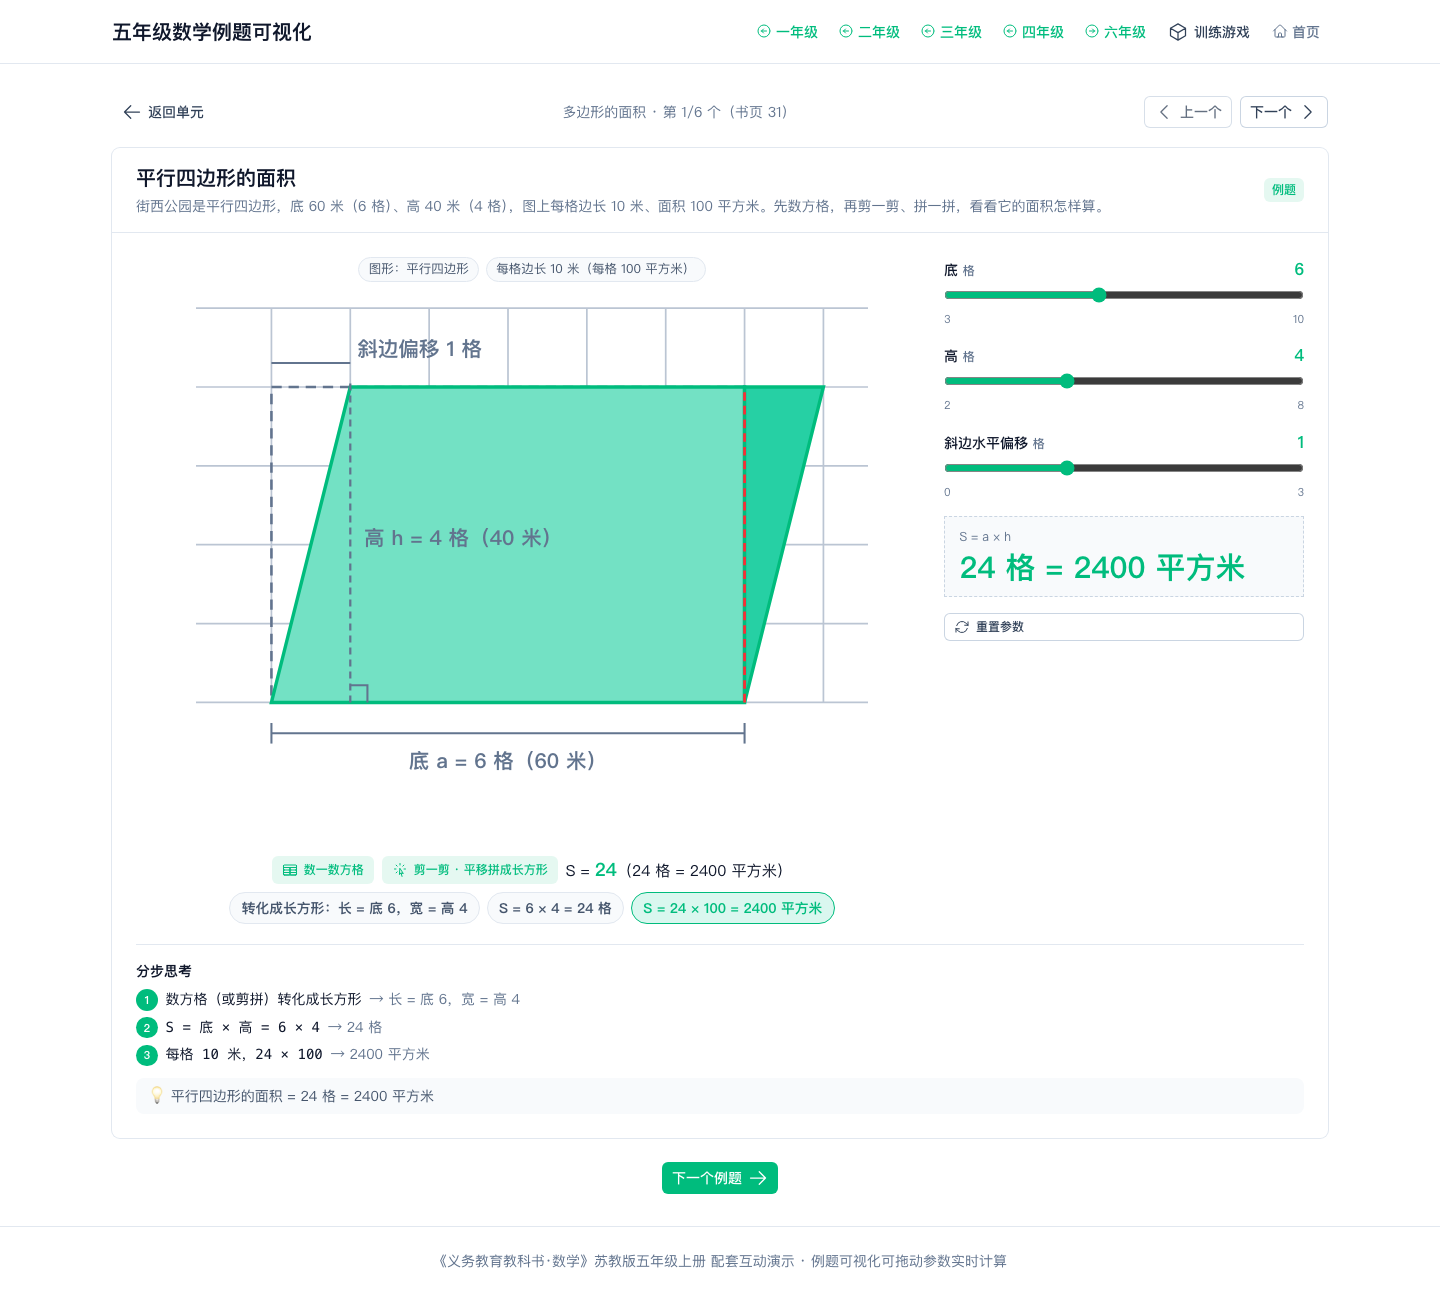 五年级数学例题可视化
一年级 二年级 三年级 四年级 六年级 训练游戏 首页
返回单元 多边形的面积 · 第 1/6 个（书页 31） 上一个 下一个
平行四边形的面积
例题
街西公园是平行四边形，底 60 米（6 格）、高 40 米（4 格），图上每格边长 10 米、面积 100 平方米。先数方格，再剪一剪、拼一拼，看看它的面积怎样算。
图形：平行四边形 每格边长 10 米（每格 100 平方米）
斜边偏移 1 格
高 h = 4 格（40 米）
底 a = 6 格（60 米）
底 格 6
3 10
高 格 4
2 8
斜边水平偏移 格 1
0 3
S = a × h
24 格 = 2400 平方米
重置参数
数一数方格 剪一剪 · 平移拼成长方形 S = 24（24 格 = 2400 平方米）
转化成长方形：长 = 底 6，宽 = 高 4 S = 6 × 4 = 24 格 S = 24 × 100 = 2400 平方米
分步思考
1 数方格（或剪拼）转化成长方形 → 长 = 底 6，宽 = 高 4
2 S = 底 × 高 = 6 × 4 → 24 格
3 每格 10 米，24 × 100 → 2400 平方米
平行四边形的面积 = 24 格 = 2400 平方米
下一个例题
《义务教育教科书·数学》苏教版五年级上册 配套互动演示 · 例题可视化可拖动参数实时计算